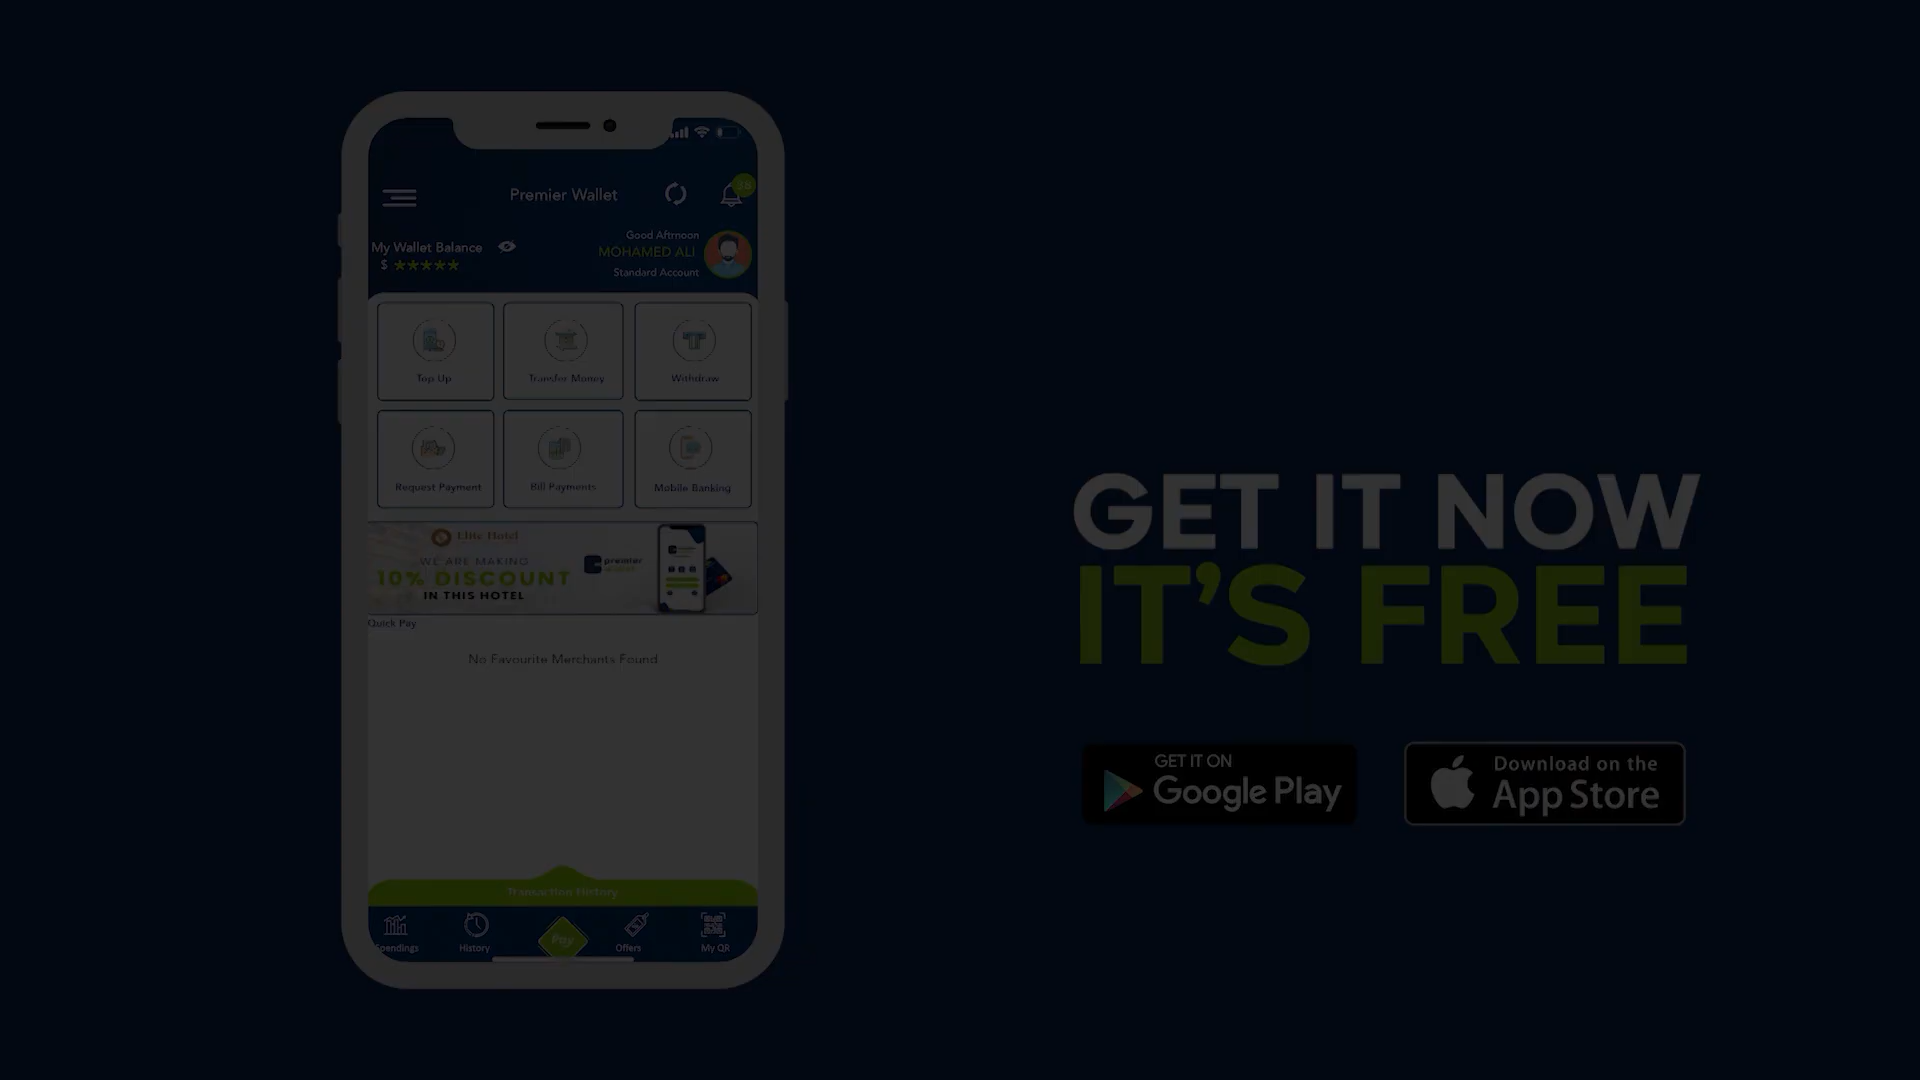 38
Premier Wallet
Good Aftrnoon
My Wallet Balance
MOHAMED ALI
$ ★★★★★
Standard Account
Top Up
Transfer Money
Withdraw
Request Payment
Bill Payments
Mobile Banking
Elite Hotel
WE ARE MAKING
10% DISCOUNT
IN THIS HOTEL
premier
wallet
Quick Pay
No Favourite Merchants Found
Transaction History
Spendings
History
Pay
Offers
My QR
GET IT NOW
IT'S FREE
GET IT ON
Google Play
Download on the
App Store